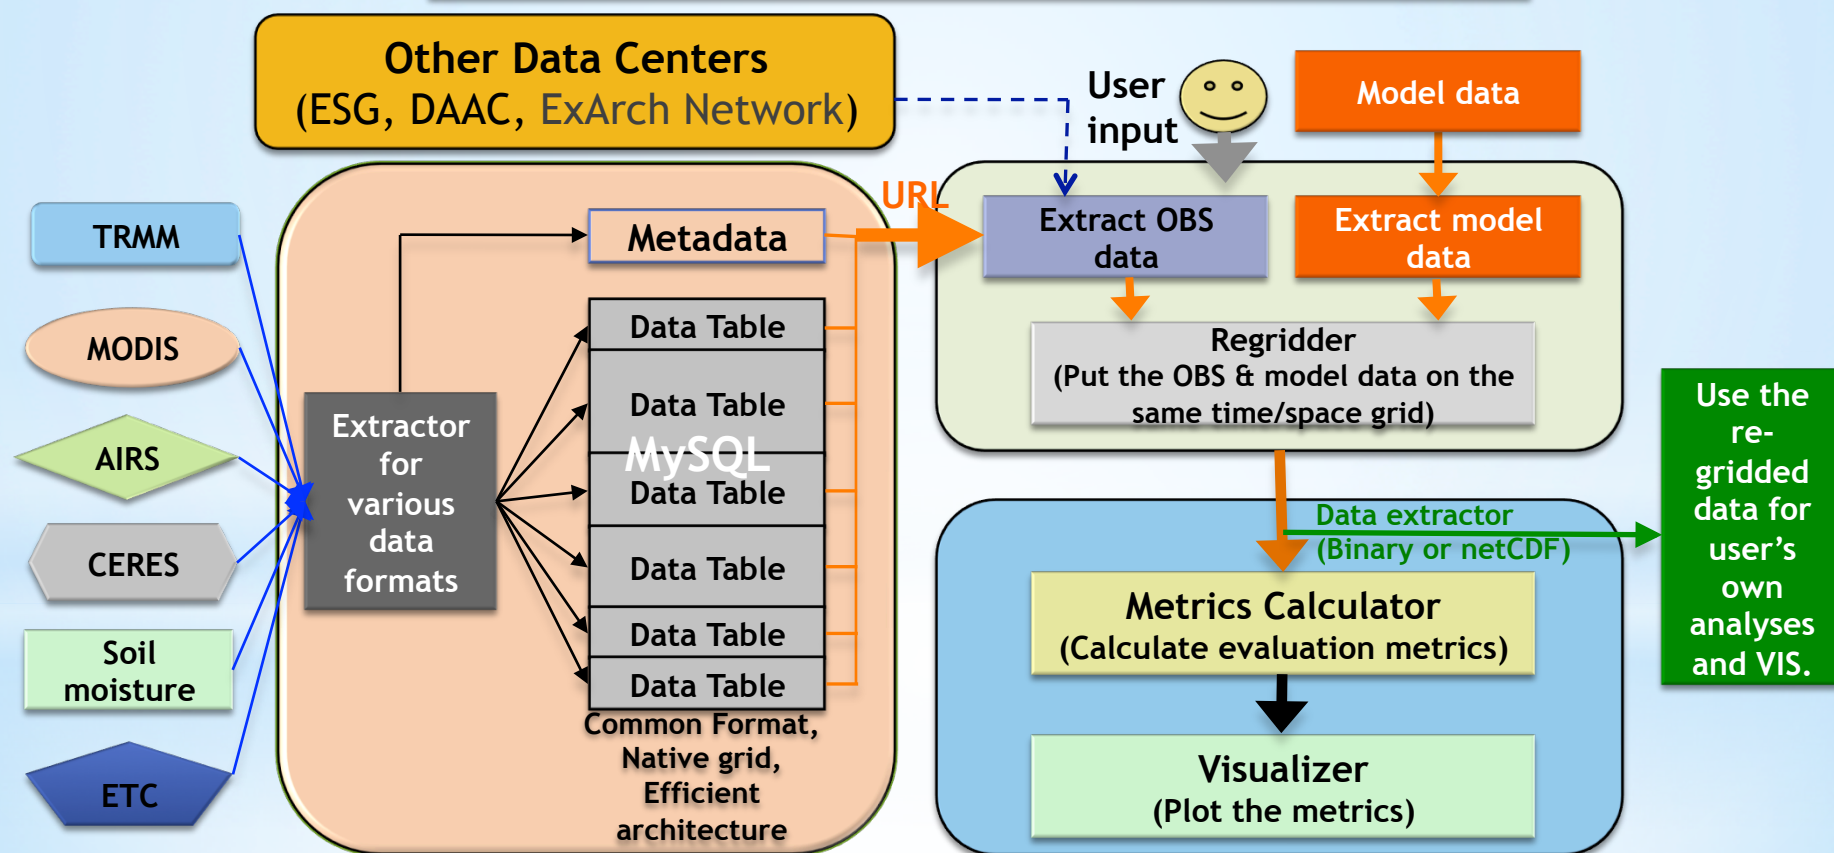 Other Data Centers
(ESG, DAAC, ExArch Network)
User
input
Model data
TRMM
MODIS
AIRS
CERES
Soil
moisture
ETC
Extractor
for
various
data
formats
Metadata
Data Table
Data Table
MySQL
Data Table
Data Table
Data Table
Data Table
Common Format,
Native grid,
Efficient
architecture
URL
Extract OBS
data
Extract model
data
Regridder
(Put the OBS & model data on the
same time/space grid)
Data extractor
(Binary or netCDF)
Metrics Calculator
(Calculate evaluation metrics)
Visualizer
(Plot the metrics)
Use the
re-
gridded
data for
user’s
own
analyses
and VIS.